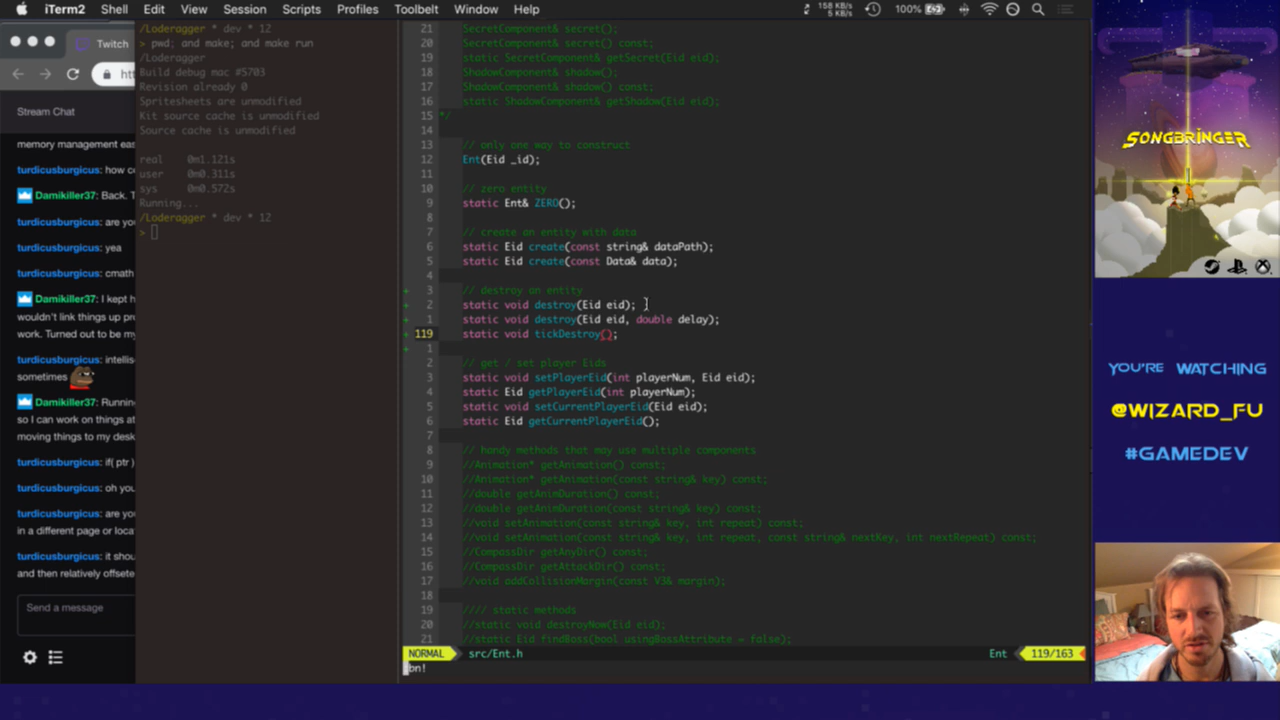 iTerm2 Shell Edit View Session Scripts Profiles Toolbelt Window Help
158 KB/s
5 KB/s
100%
Twitch
htt
Stream Chat
memory management eas
turdicusburgicus: how co
Damikiller37: Back. T
turdicusburgicus: are you
turdicusburgicus: yea
turdicusburgicus: cmath
Damikiller37: I kept h
wouldn't link things up pro
work. Turned out to be my
turdicusburgicus: intellis
sometimes
Damikiller37: Runnin
so I can work on things at
moving things to my desk
turdicusburgicus: if( ptr )
turdicusburgicus: oh you
turdicusburgicus: are you
in a different page or loca
turdicusburgicus: it shou
and then relatively offsete
Send a message
/Loderagger * dev * 12
> pwd; and make; and make run
/Loderagger
Build debug mac #5703
Revision already 0
Spritesheets are unmodified
Kit source cache is unmodified
Source cache is unmodified
real 0m1.121s
user 0m0.311s
sys 0m0.572s
Running...
/Loderagger * dev * 12
>
21 SecretComponent& secret();
20 SecretComponent& secret() const;
19 static SecretComponent& getSecret(Eid eid);
18 ShadowComponent& shadow();
17 ShadowComponent& shadow() const;
16 static ShadowComponent& getShadow(Eid eid);
15 */
14
13 // only one way to construct
12 Ent(Eid _id);
11
10 // zero entity
9 static Ent& ZERO();
8
7 // create an entity with data
6 static Eid create(const string& dataPath);
5 static Eid create(const Data& data);
4
+ 3 // destroy an entity
+ 2 static void destroy(Eid eid);
+ 1 static void destroy(Eid eid, double delay);
+ 119 static void tickDestroy();
+ 1
2 // get / set player Eids
3 static void setPlayerEid(int playerNum, Eid eid);
4 static Eid getPlayerEid(int playerNum);
5 static void setCurrentPlayerEid(Eid eid);
6 static Eid getCurrentPlayerEid();
7
8 // handy methods that may use multiple components
9 //Animation* getAnimation() const;
10 //Animation* getAnimation(const string& key) const;
11 //double getAnimDuration() const;
12 //double getAnimDuration(const string& key) const;
13 //void setAnimation(const string& key, int repeat) const;
14 //void setAnimation(const string& key, int repeat, const string& nextKey, int nextRepeat) const;
15 //CompassDir getAnyDir() const;
16 //CompassDir getAttackDir() const;
17 //void addCollisionMargin(const V3& margin);
18
19 //// static methods
20 //static void destroyNow(Eid eid);
21 //static Eid findBoss(bool usingBossAttribute = false);
NORMAL src/Ent.h Ent 119/163
bn!
SONGBRINGER
YOU'RE WATCHING
@WIZARD_FU
#GAMEDEV